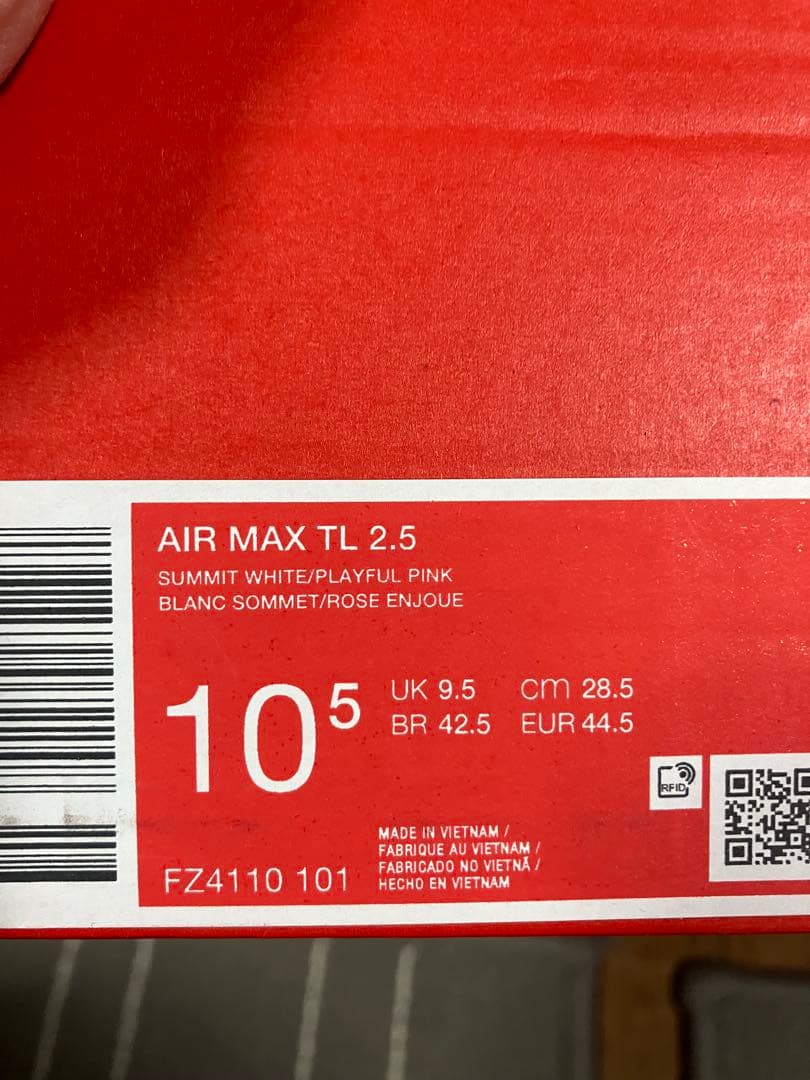 AIR MAX TL 2.5
SUMMIT WHITE/PLAYFUL PINK
BLANC SOMMET/ROSE ENJOUE
10⁵
UK 9.5 cm 28.5
BR 42.5 EUR 44.5
RFID
MADE IN VIETNAM /
FABRIQUE AU VIETNAM /
FABRICADO NO VIETNÃ /
HECHO EN VIETNAM
FZ4110 101